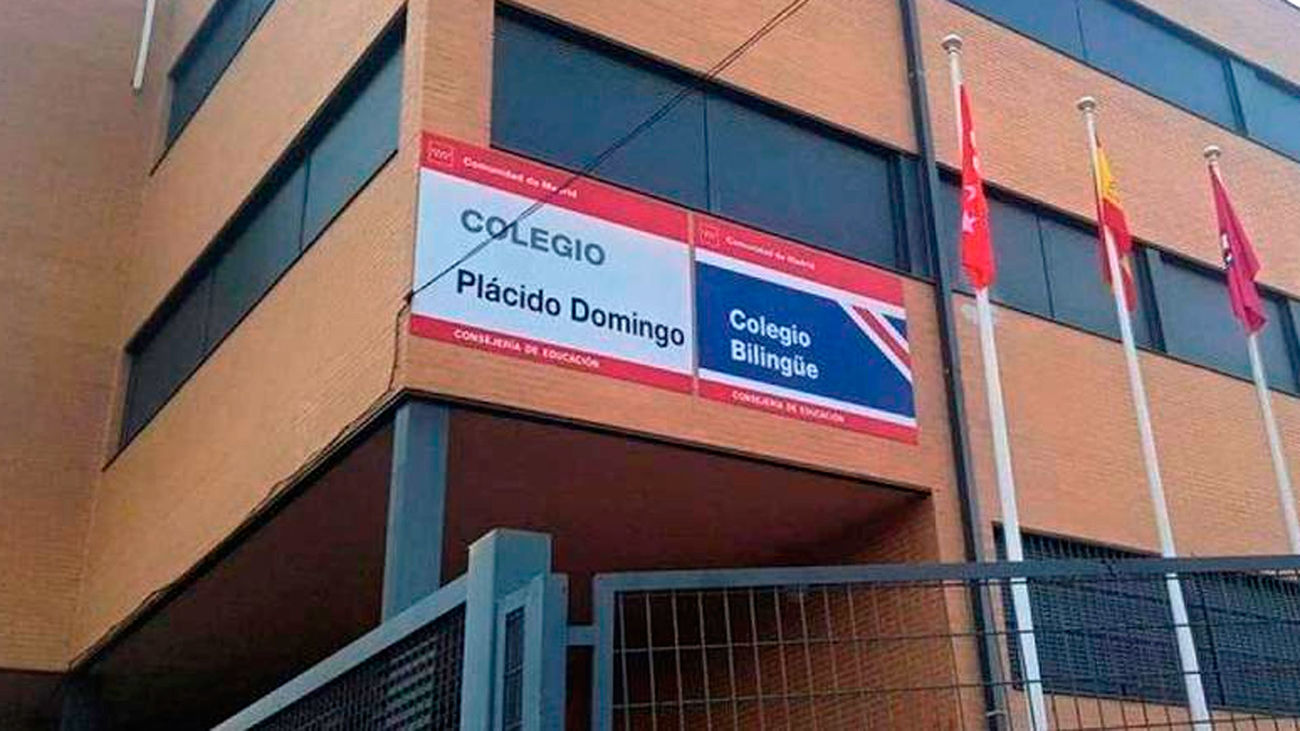 Comunidad de Madrid
COLEGIO
Plácido Domingo
CONSEJERÍA DE EDUCACIÓN
Comunidad de Madrid
Colegio
Bilingüe
CONSEJERÍA DE EDUCACIÓN